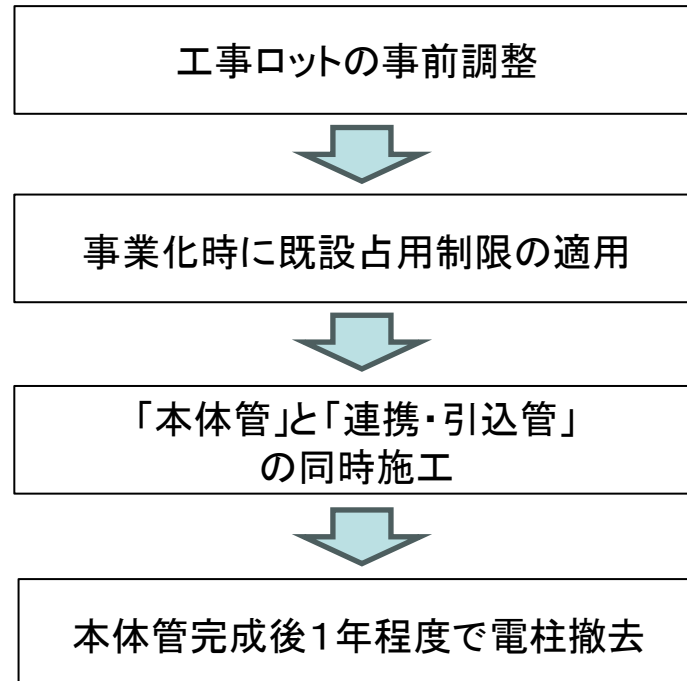 工事ロットの事前調整
事業化時に既設占用制限の適用
「本体管」と「連携・引込管」
の同時施工
本体管完成後１年程度で電柱撤去